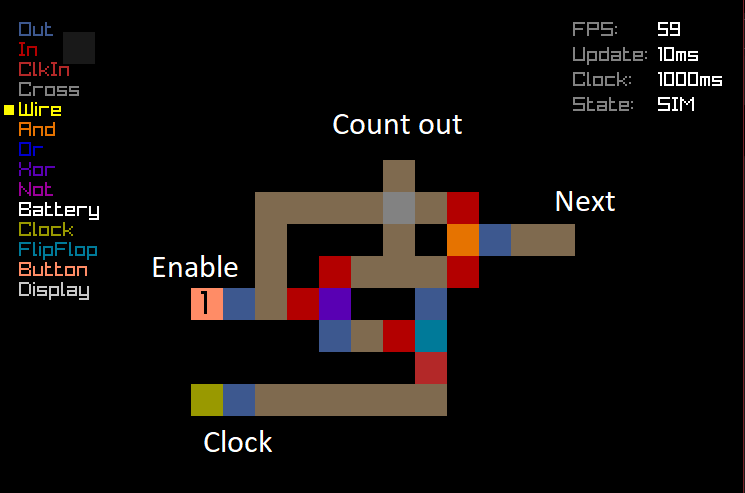 Out
In
ClkIn
Cross
Wire
And
Or
Xor
Not
Battery
Clock
FlipFlop
Button
Display
FPS: 59
Update: 10ms
Clock: 1000ms
State: SIM
Count out
Next
Enable
1
Clock